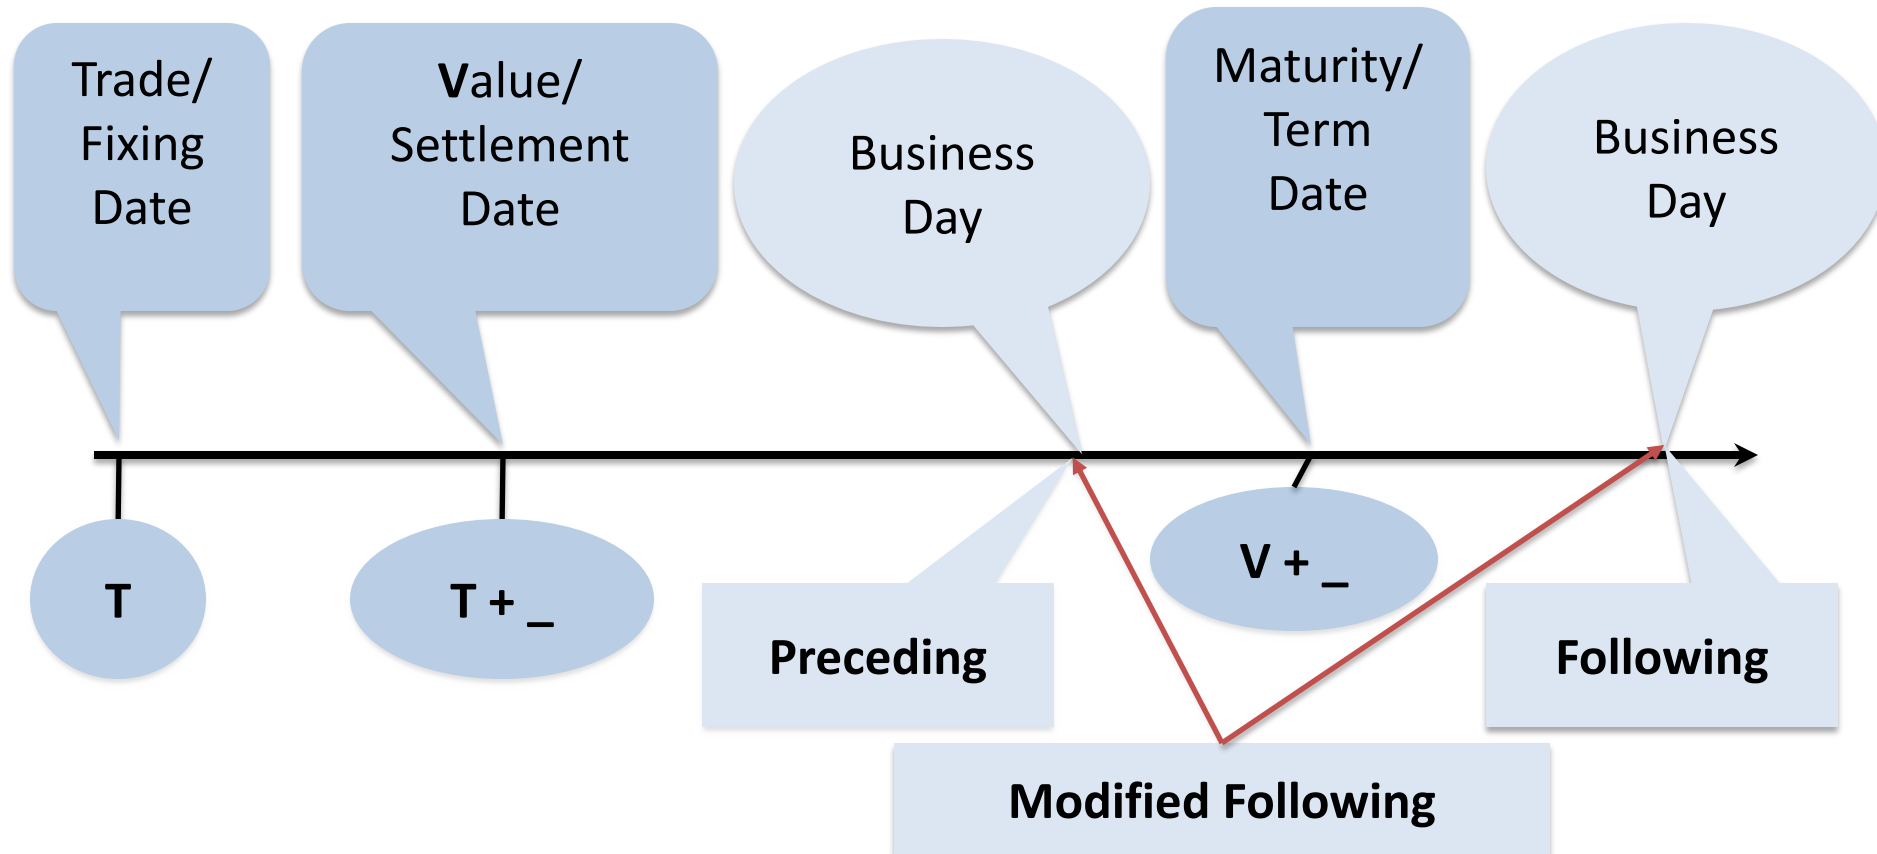 Trade/
Fixing
Date
Value/
Settlement
Date
Business
Day
Maturity/
Term
Date
Business
Day
T
T + _
V + _
Preceding
Following
Modified Following